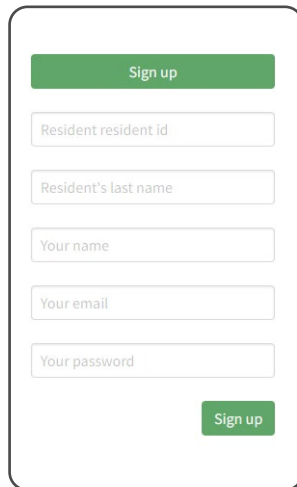 Sign up
Resident resident id
Resident's last name
Your name
Your email
Your password
Sign up